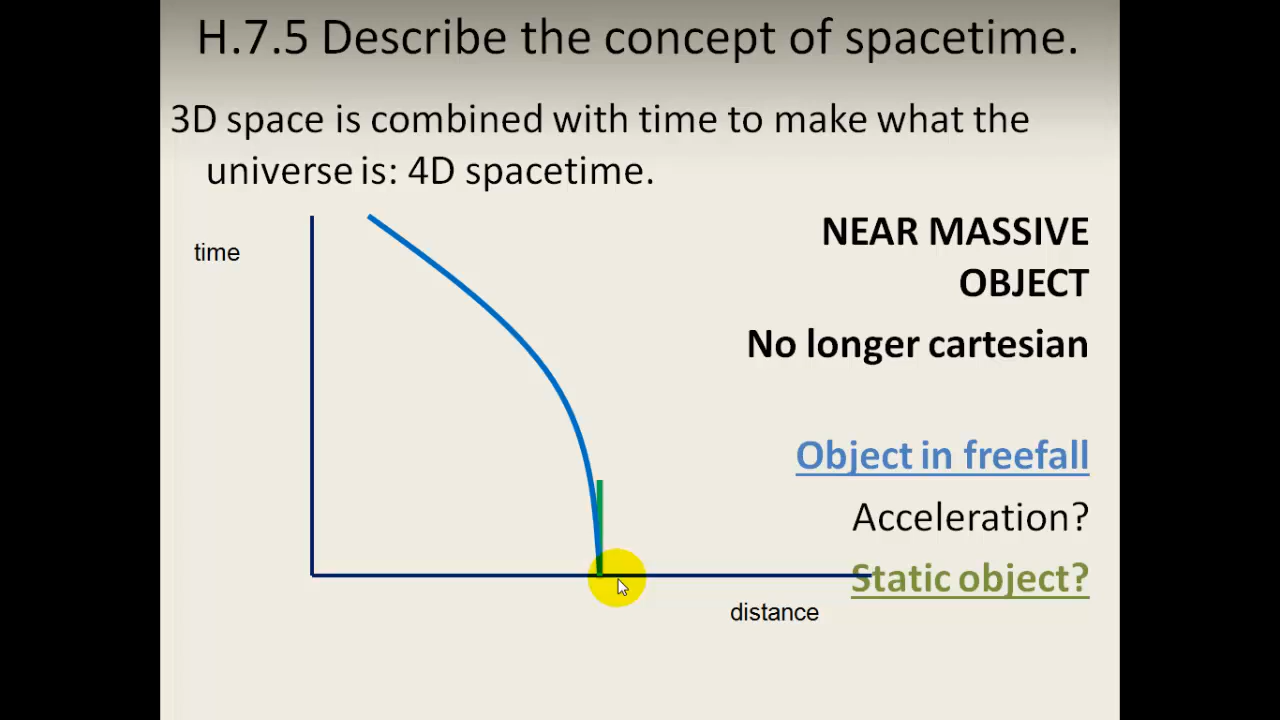 H.7.5 Describe the concept of spacetime.
3D space is combined with time to make what the
universe is: 4D spacetime.
time
NEAR MASSIVE
OBJECT
No longer cartesian
Object in freefall
Acceleration?
Static object?
distance